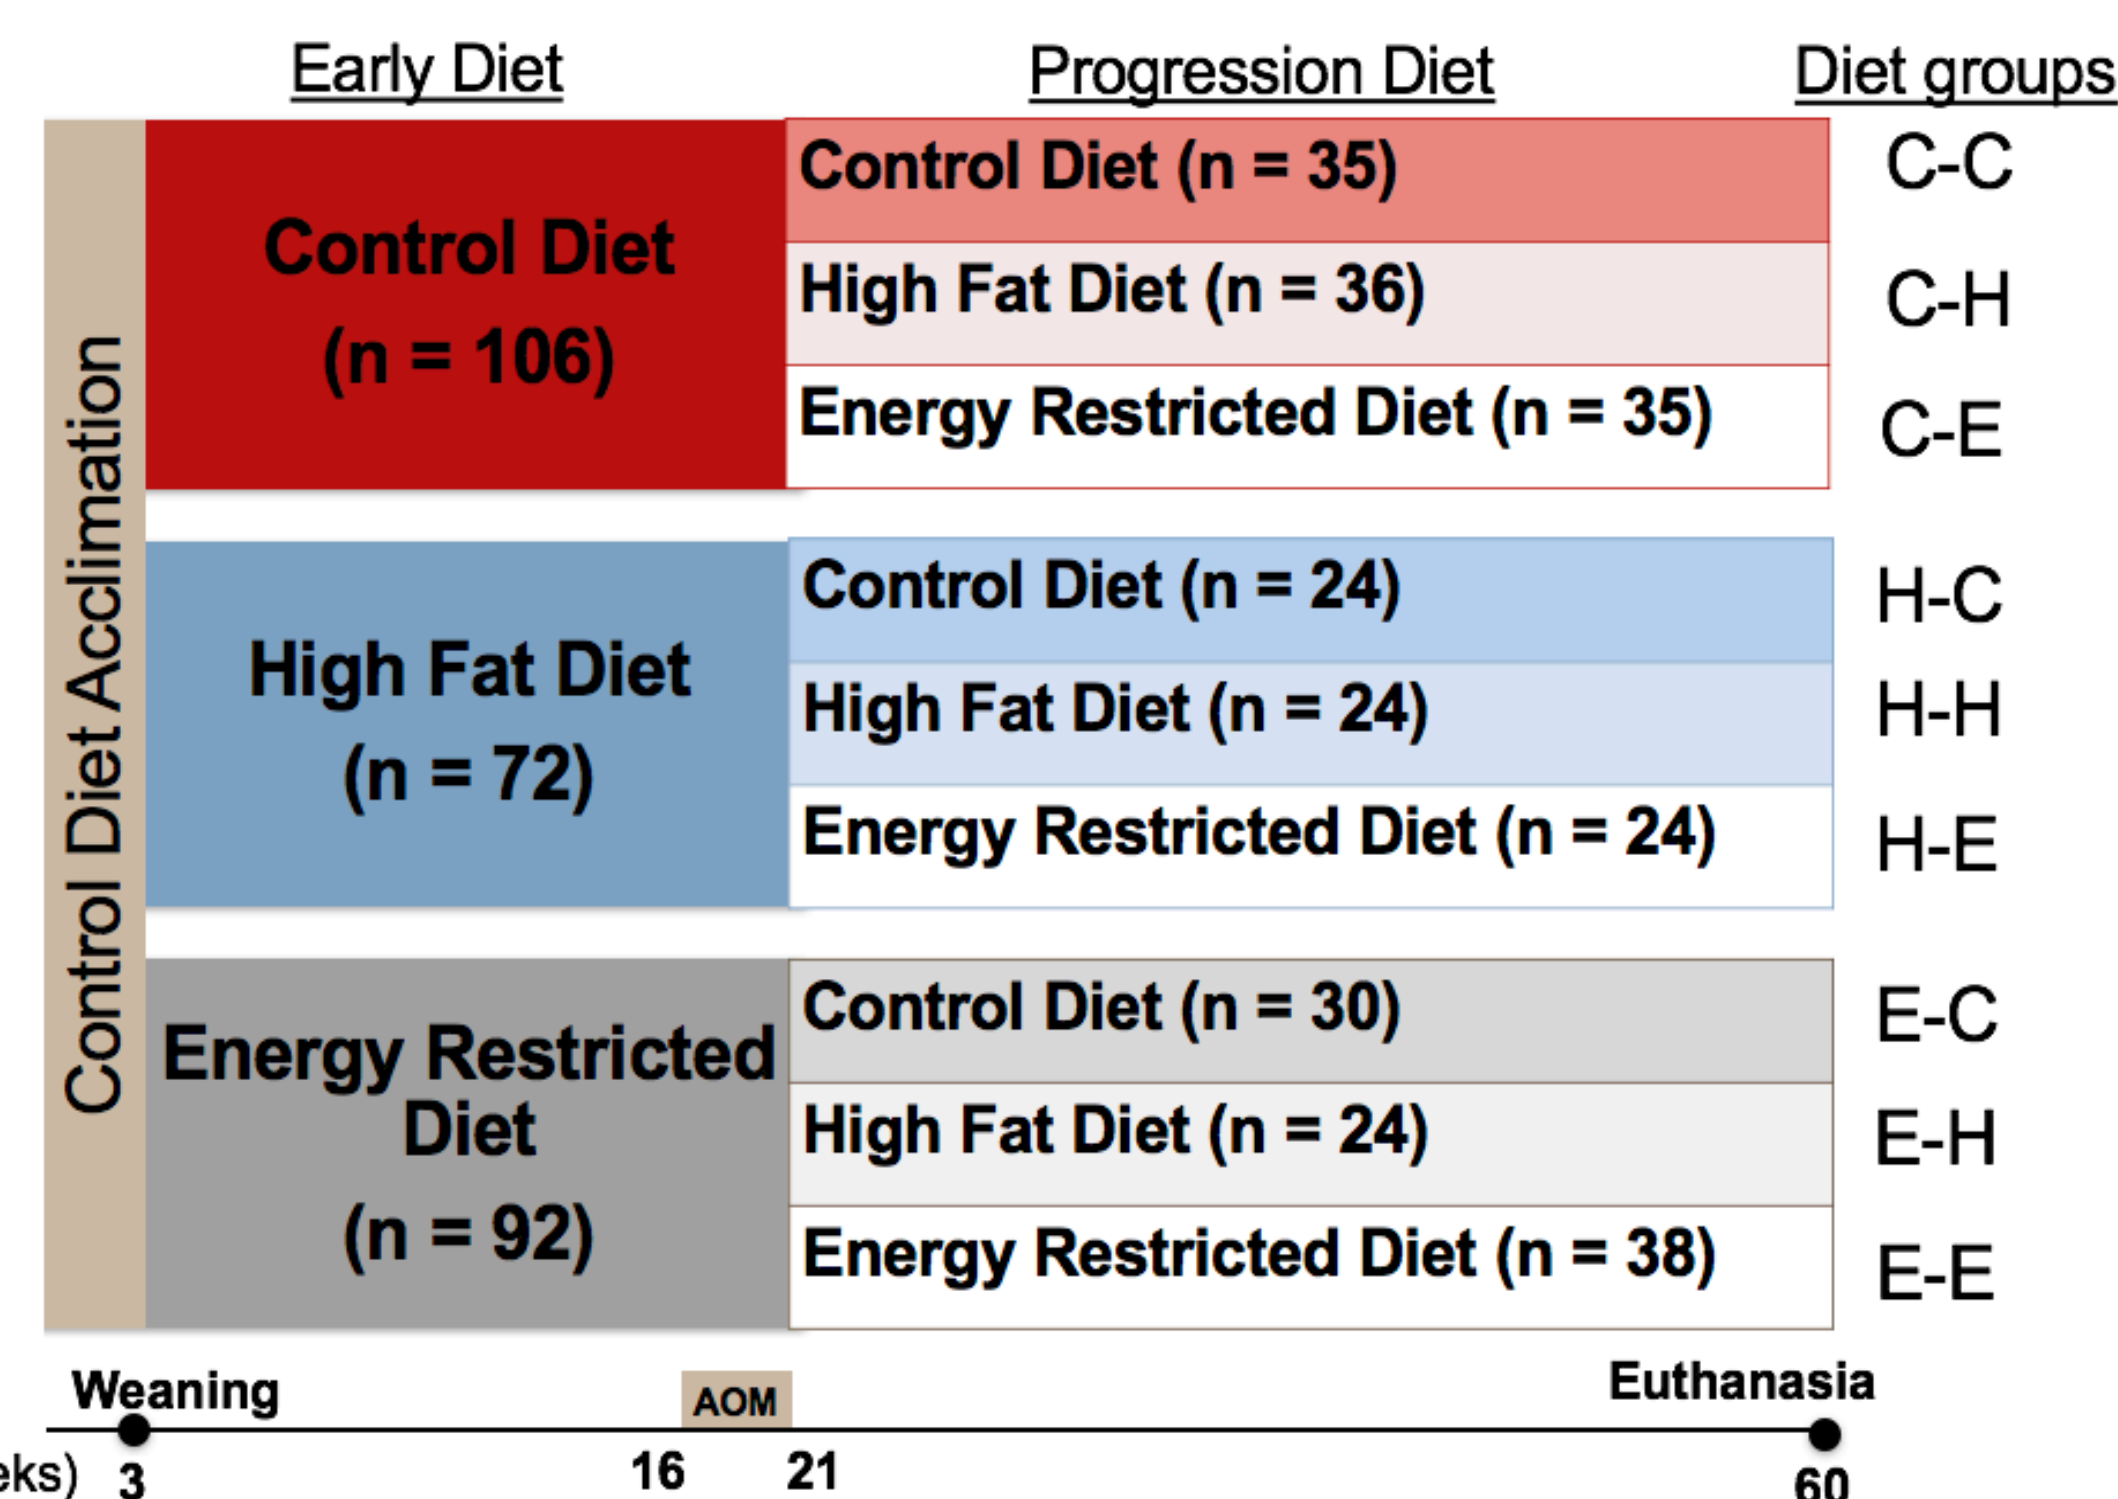 Early Diet
Progression Diet
Diet groups
Control Diet Acclimation
Control Diet
(n = 106)
Control Diet (n = 35)
C-C
High Fat Diet (n = 36)
C-H
Energy Restricted Diet (n = 35)
C-E
High Fat Diet
(n = 72)
Control Diet (n = 24)
H-C
High Fat Diet (n = 24)
H-H
Energy Restricted Diet (n = 24)
H-E
Energy Restricted
Diet
(n = 92)
Control Diet (n = 30)
E-C
High Fat Diet (n = 24)
E-H
Energy Restricted Diet (n = 38)
E-E
Weaning
AOM
Euthanasia
eks)
3
16
21
60